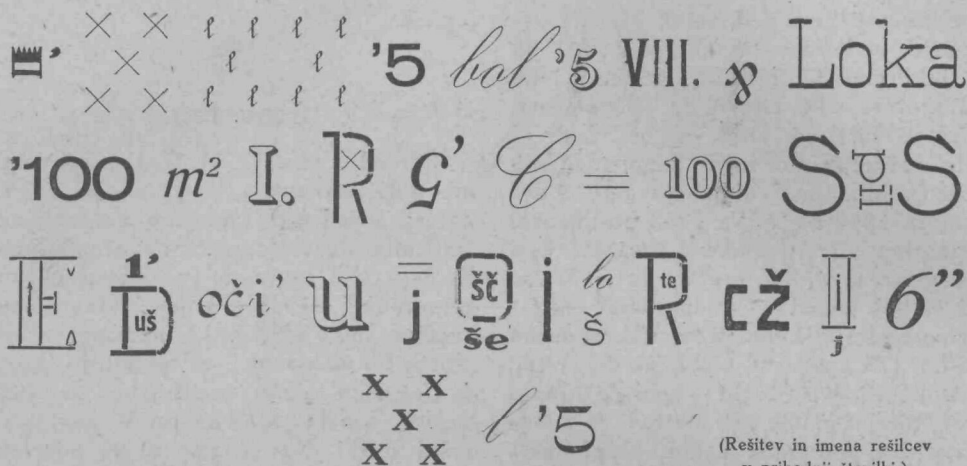 × × ℓ ℓ ℓ ℓ
’ × ℓ ℓ ℓ ’5 bol ’5 VIII. Loka
× × ℓ ℓ ℓ ℓ
’100 m² I. R × G’ C = 100 S pil S
1’ D uš oči’ u = j šč še i lo š R te cž I i j 6”
x x
x l ’5
x x
(Rešitev in imena rešilcev